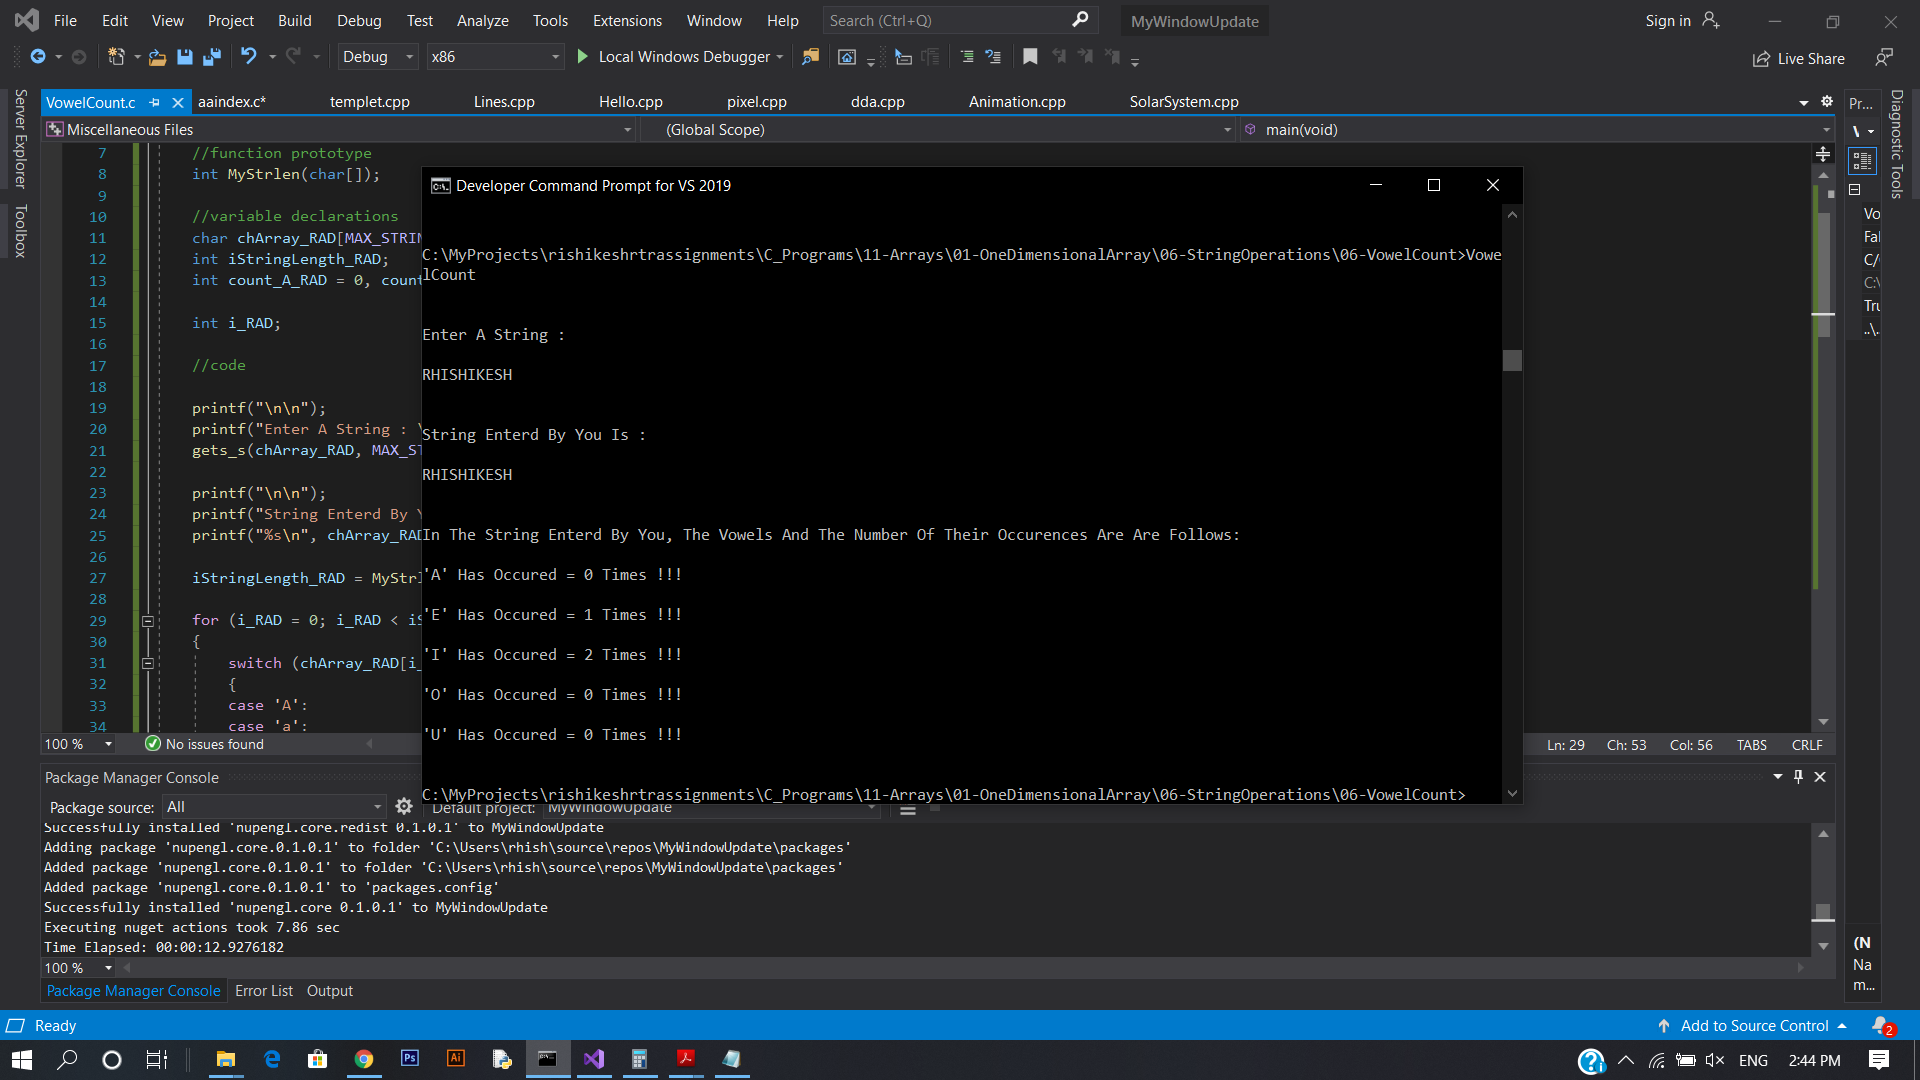 File Edit View Project Build Debug Test Analyze Tools Extensions Window Help Search (Ctrl+Q) MyWindowUpdate Sign in
Debug x86 Local Windows Debugger Live Share
VowelCount.c aaindex.c* templet.cpp Lines.cpp Hello.cpp pixel.cpp dda.cpp Animation.cpp SolarSystem.cpp
Miscellaneous Files (Global Scope) main(void)
Server Explorer
Toolbox
7 //function prototype
8 int MyStrlen(char[]);
9
10 //variable declarations
11 char chArray_RAD[MAX_STRIN
12 int iStringLength_RAD;
13 int count_A_RAD = 0, coun
14
15 int i_RAD;
16
17 //code
18
19 printf("\n\n");
20 printf("Enter A String : \
21 gets_s(chArray_RAD, MAX_ST
22
23 printf("\n\n");
24 printf("String Enterd By Y
25 printf("%s\n", chArray_RAD
26
27 iStringLength_RAD = MyStrl
28
29 for (i_RAD = 0; i_RAD < iS
30 {
31 switch (chArray_RAD[i_
32 {
33 case 'A':
34 case 'a':
Developer Command Prompt for VS 2019
C:\MyProjects\rishikeshrtrassignments\C_Programs\11-Arrays\01-OneDimensionalArray\06-StringOperations\06-VowelCount>Vowe
lCount
Enter A String :
RHISHIKESH
String Enterd By You Is :
RHISHIKESH
In The String Enterd By You, The Vowels And The Number Of Their Occurences Are Are Follows:
'A' Has Occured = 0 Times !!!
'E' Has Occured = 1 Times !!!
'I' Has Occured = 2 Times !!!
'O' Has Occured = 0 Times !!!
'U' Has Occured = 0 Times !!!
C:\MyProjects\rishikeshrtrassignments\C_Programs\11-Arrays\01-OneDimensionalArray\06-StringOperations\06-VowelCount>
Pr...
Vo
Fal
C/
C:\
Tru
..\.
(N
Na
m...
Diagnostic Tools
100 % No issues found Ln: 29 Ch: 53 Col: 56 TABS CRLF
Package Manager Console
Package source: All Default project: MyWindowUpdate
Successfully installed 'nupengl.core.redist 0.1.0.1' to MyWindowUpdate
Adding package 'nupengl.core.0.1.0.1' to folder 'C:\Users\rhish\source\repos\MyWindowUpdate\packages'
Added package 'nupengl.core.0.1.0.1' to folder 'C:\Users\rhish\source\repos\MyWindowUpdate\packages'
Added package 'nupengl.core.0.1.0.1' to 'packages.config'
Successfully installed 'nupengl.core 0.1.0.1' to MyWindowUpdate
Executing nuget actions took 7.86 sec
Time Elapsed: 00:00:12.9276182
100 %
Package Manager Console Error List Output
Ready Add to Source Control 2
Ps Ai ENG 2:44 PM